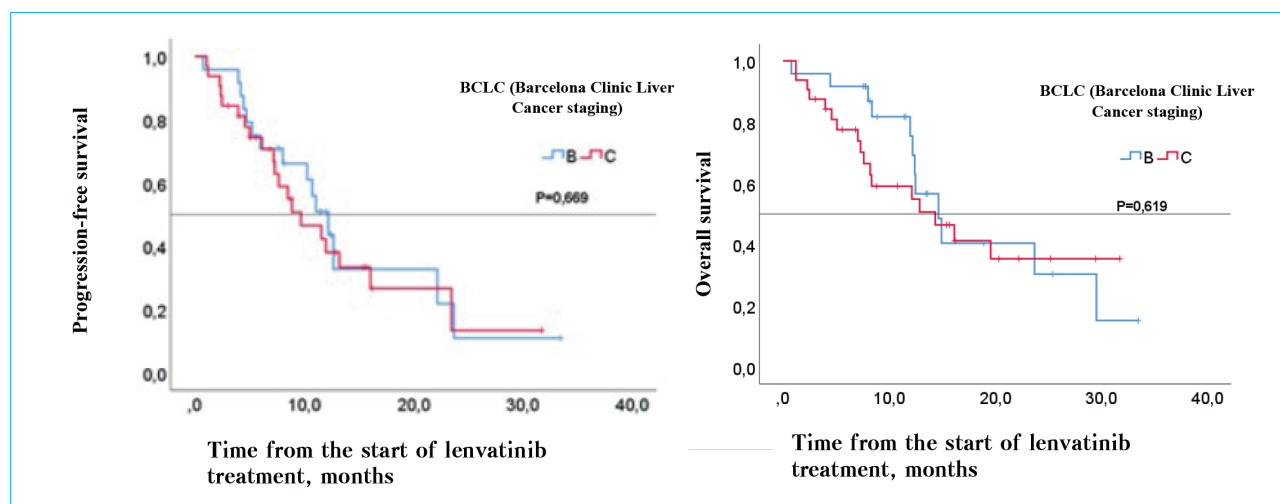 Progression-free survival
1,0
0,8
0,6
0,4
0,2
0,0
BCLC (Barcelona Clinic Liver
Cancer staging)
B C
P=0,669
,0 10,0 20,0 30,0 40,0
Time from the start of lenvatinib
treatment, months
Overall survival
1,0
0,8
0,6
0,4
0,2
0,0
BCLC (Barcelona Clinic Liver
Cancer staging)
B C
P=0,619
,0 10,0 20,0 30,0 40,0
Time from the start of lenvatinib
treatment, months